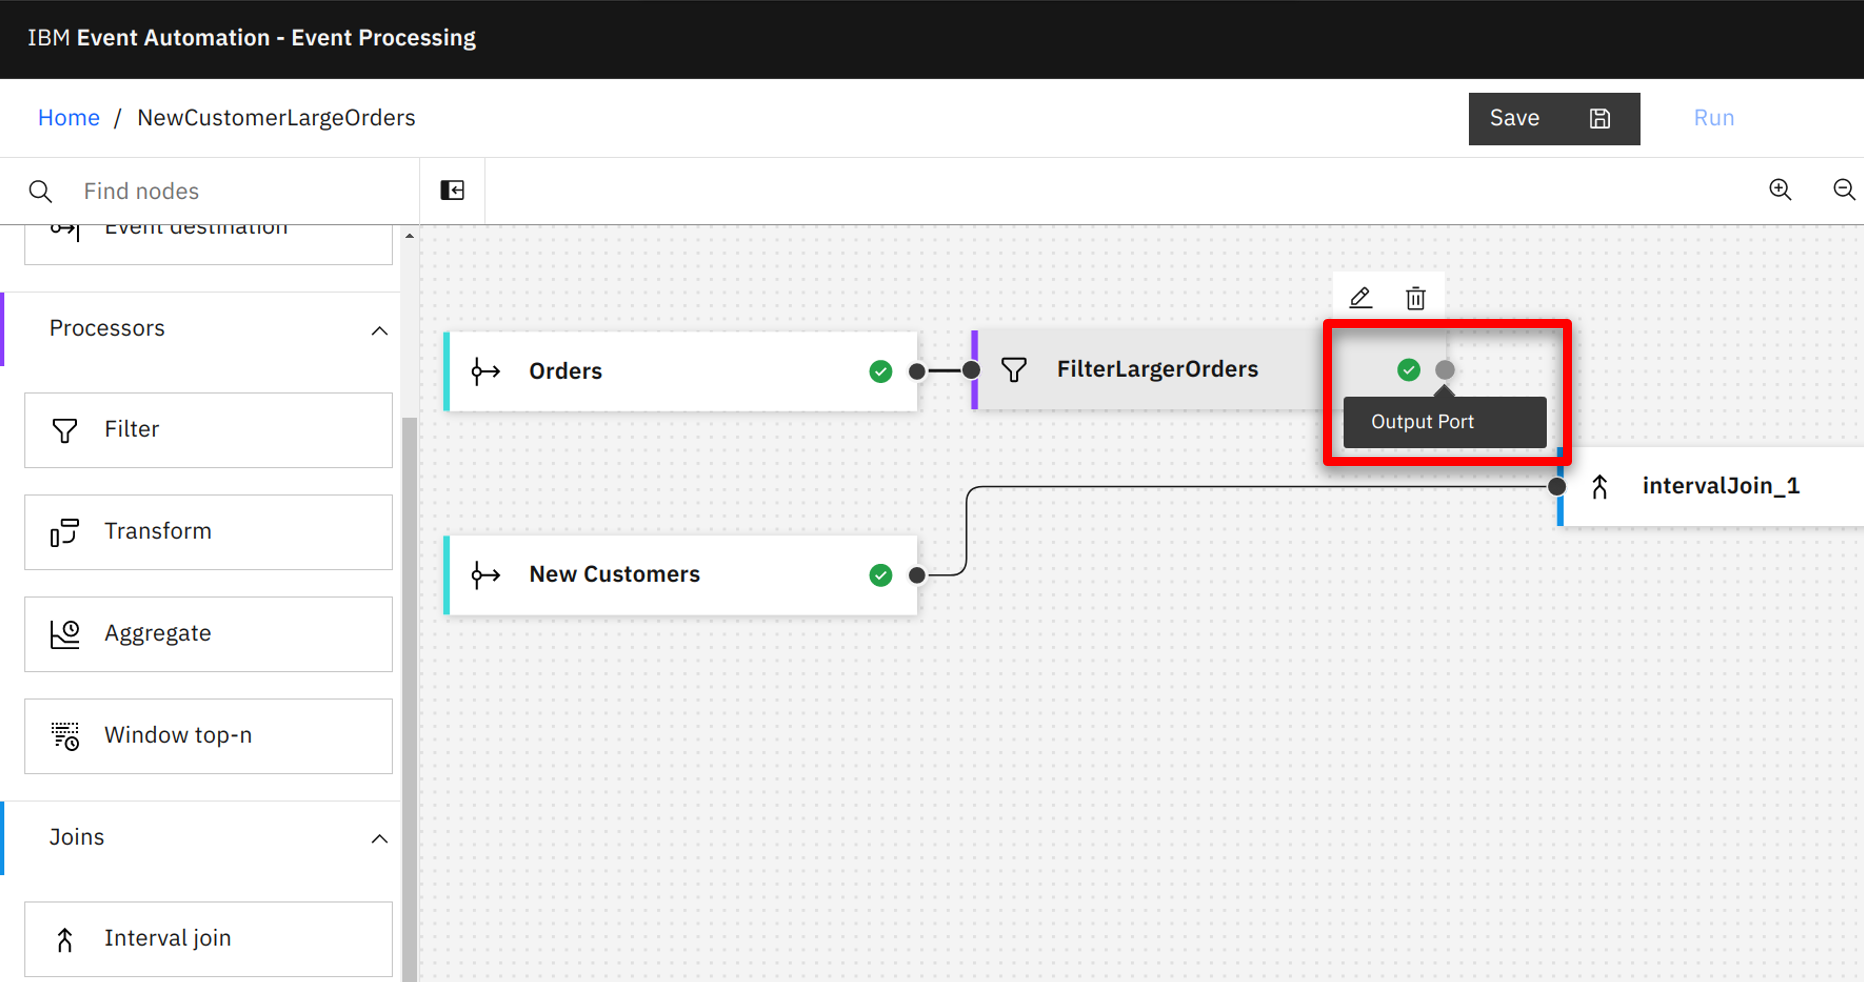 IBM Event Automation - Event Processing
Home / NewCustomerLargeOrders
Save
Run
Find nodes
Event destination
Processors
Filter
Transform
Aggregate
Window top-n
Joins
Interval join
Orders
FilterLargerOrders
Output Port
intervalJoin_1
New Customers